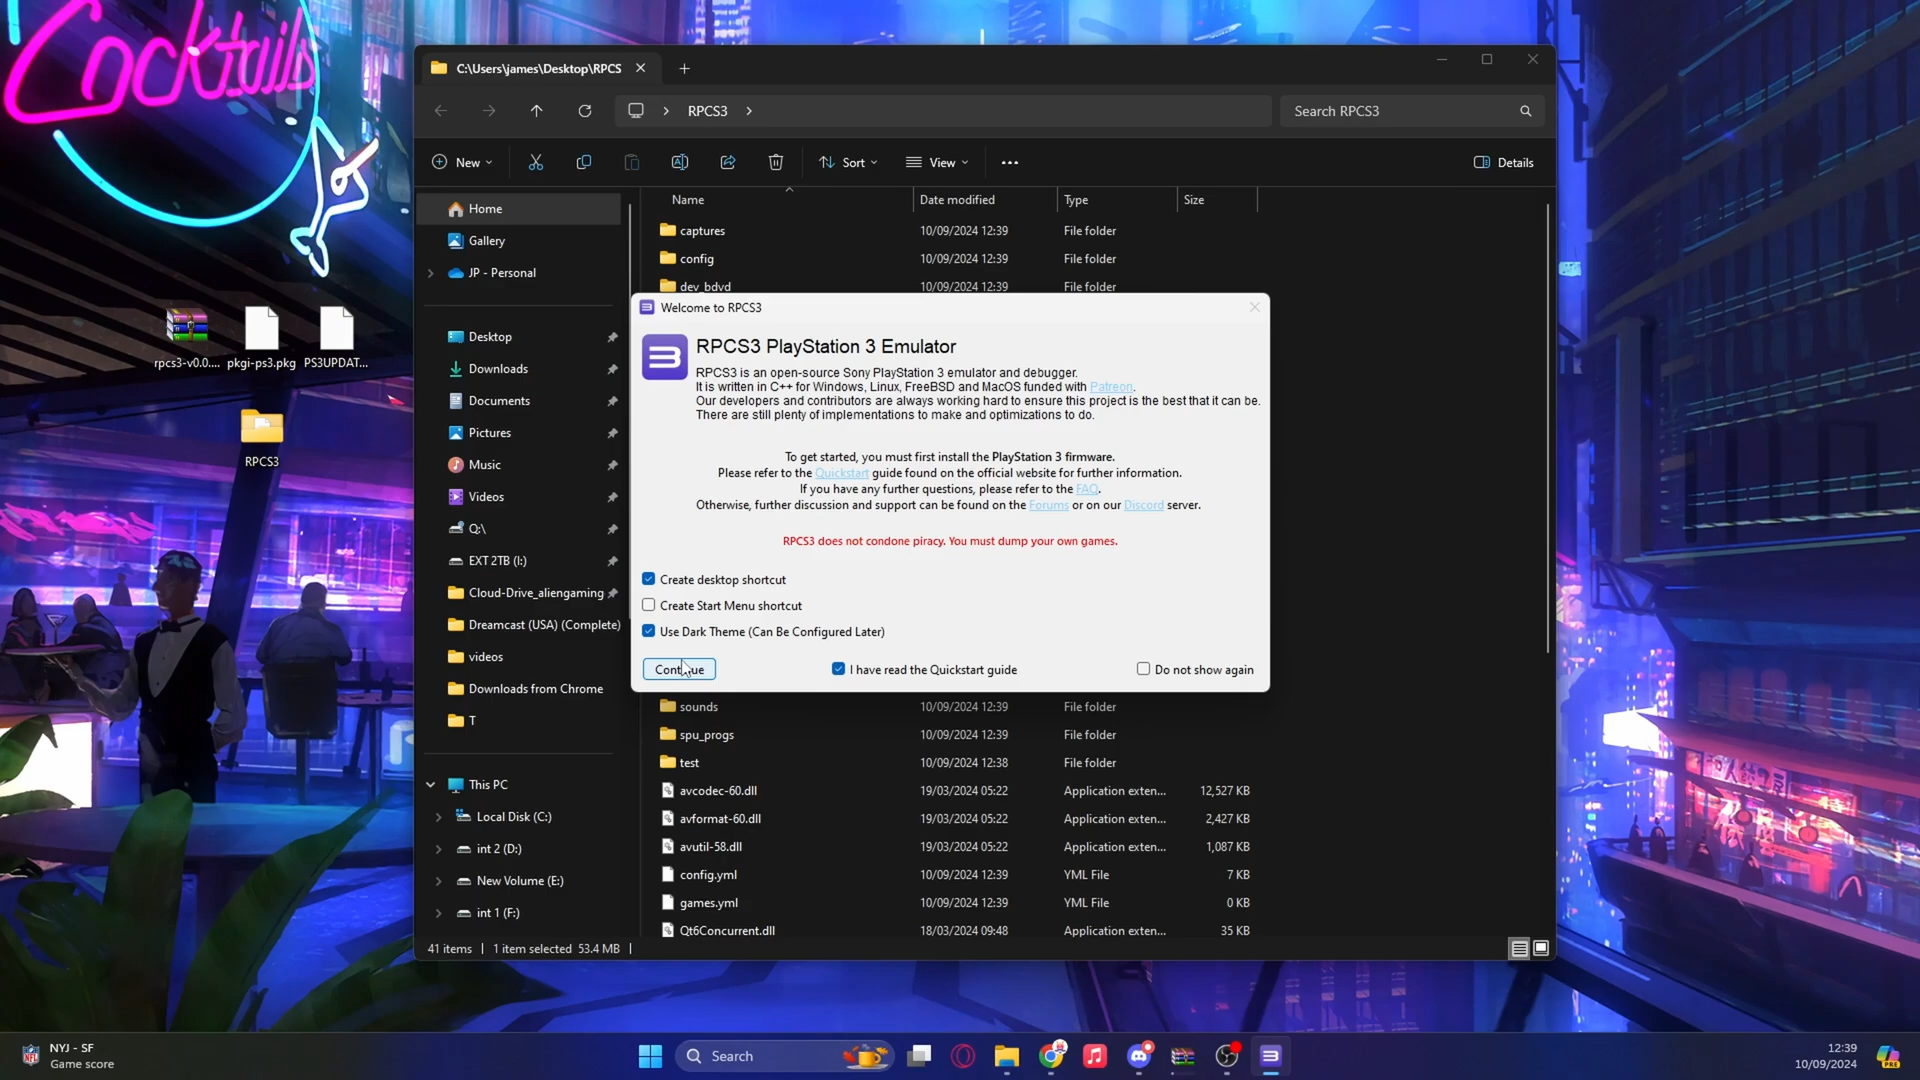 Cocktails
C:\Users\james\Desktop\RPCS
RPCS3
Search RPCS3
New
Sort
View
Details
Home
Gallery
JP - Personal
Desktop
Downloads
Documents
Pictures
Music
Videos
Q:\
EXT 2TB (I:)
Cloud-Drive_aliengaming
Dreamcast (USA) (Complete)
videos
Downloads from Chrome
T
This PC
Local Disk (C:)
int 2 (D:)
New Volume (E:)
int 1 (F:)
Name Date modified Type Size
captures 10/09/2024 12:39 File folder
config 10/09/2024 12:39 File folder
dev_bdvd 10/09/2024 12:39 File folder
Welcome to RPCS3
RPCS3 PlayStation 3 Emulator
RPCS3 is an open-source Sony PlayStation 3 emulator and debugger.
It is written in C++ for Windows, Linux, FreeBSD and MacOS funded with Patreon.
Our developers and contributors are always working hard to ensure this project is the best that it can be.
There are still plenty of implementations to make and optimizations to do.
To get started, you must first install the PlayStation 3 firmware.
Please refer to the Quickstart guide found on the official website for further information.
If you have any further questions, please refer to the FAQ.
Otherwise, further discussion and support can be found on the Forums or on our Discord server.
RPCS3 does not condone piracy. You must dump your own games.
Create desktop shortcut
Create Start Menu shortcut
Use Dark Theme (Can Be Configured Later)
Continue
I have read the Quickstart guide
Do not show again
sounds 10/09/2024 12:39 File folder
spu_progs 10/09/2024 12:39 File folder
test 10/09/2024 12:38 File folder
avcodec-60.dll 19/03/2024 05:22 Application exten... 12,527 KB
avformat-60.dll 19/03/2024 05:22 Application exten... 2,427 KB
avutil-58.dll 19/03/2024 05:22 Application exten... 1,087 KB
config.yml 10/09/2024 12:39 YML File 7 KB
games.yml 10/09/2024 12:39 YML File 0 KB
Qt6Concurrent.dll 18/03/2024 09:48 Application exten... 35 KB
41 items 1 item selected 53.4 MB
rpcs3-v0.0.... pkgi-ps3.pkg PS3UPDAT...
RPCS3
NYJ - SF
Game score
Search
12:39
10/09/2024